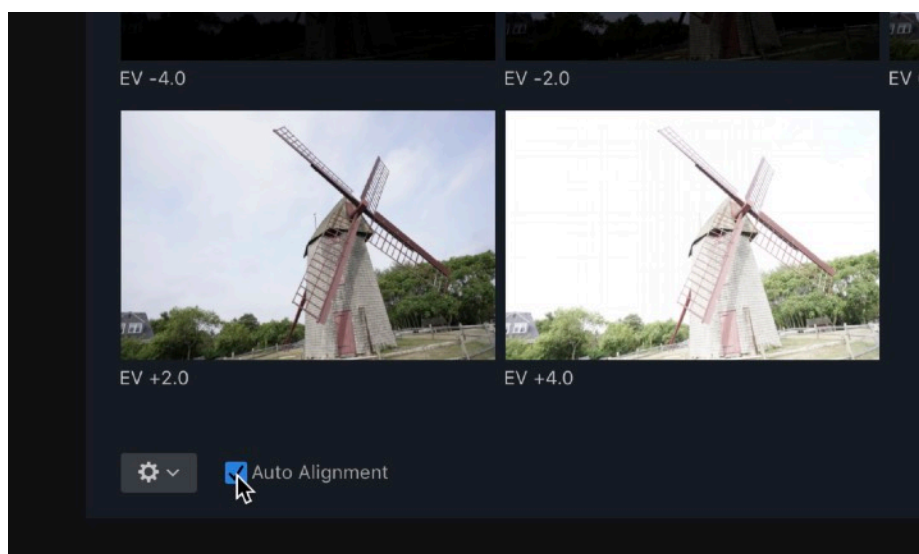 EV -4.0
EV -2.0
EV
EV +2.0
EV +4.0
Auto Alignment